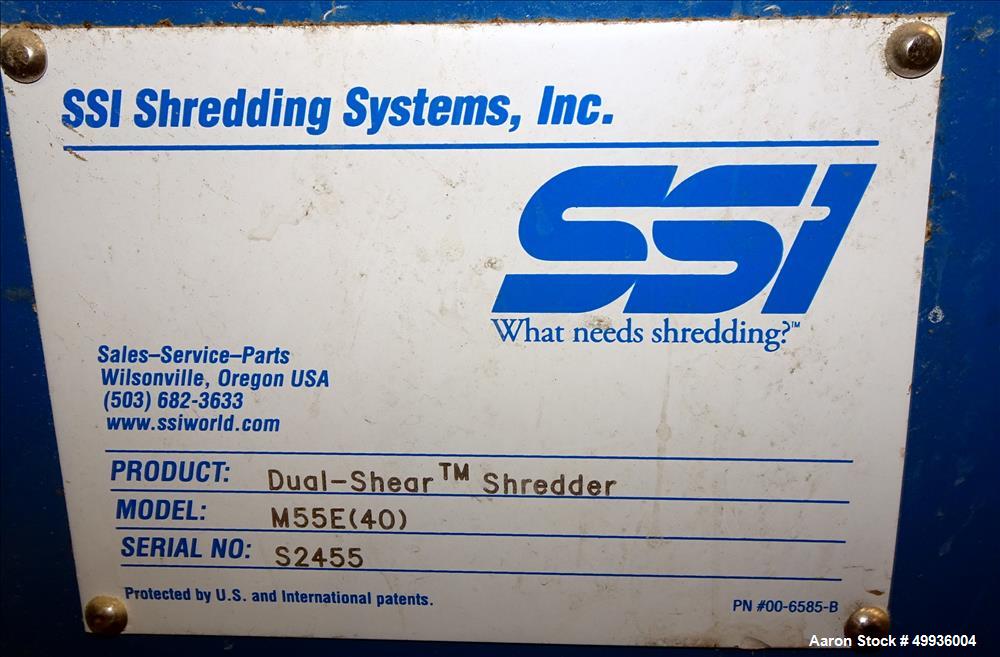 SSI Shredding Systems, Inc.
SSI
What needs shredding?™
Sales–Service–Parts
Wilsonville, Oregon USA
(503) 682-3633
www.ssiworld.com
PRODUCT: Dual-Shear™ Shredder
MODEL: M55E(40)
SERIAL NO: S2455
Protected by U.S. and International patents.
PN #00-6585-B
Aaron Stock # 49936004